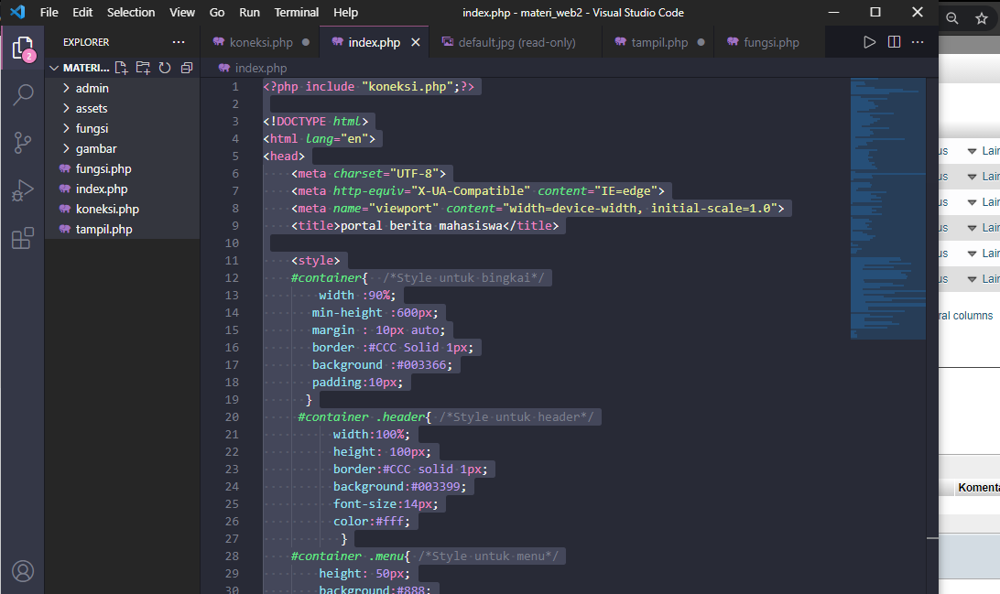 File Edit Selection View Go Run Terminal Help index.php - materi_web2 - Visual Studio Code
EXPLORER
koneksi.php index.php default.jpg (read-only) tampil.php fungsi.php
MATERI...
index.php
admin
assets
fungsi
gambar
fungsi.php
index.php
koneksi.php
tampil.php
2
1 <?php include "koneksi.php";?>
2
3 <!DOCTYPE html>
4 <html lang="en">
5 <head>
6 <meta charset="UTF-8">
7 <meta http-equiv="X-UA-Compatible" content="IE=edge">
8 <meta name="viewport" content="width=device-width, initial-scale=1.0">
9 <title>portal berita mahasiswa</title>
10
11 <style>
12 #container{ /*Style untuk bingkai*/
13 width :90%;
14 min-height :600px;
15 margin : 10px auto;
16 border :#CCC Solid 1px;
17 background :#003366;
18 padding:10px;
19 }
20 #container .header{ /*Style untuk header*/
21 width:100%;
22 height: 100px;
23 border:#CCC solid 1px;
24 background:#003399;
25 font-size:14px;
26 color:#fff;
27 }
28 #container .menu{ /*Style untuk menu*/
29 height: 50px;
30 background:#888;
us Lain
us Lain
us Lain
us Lain
us Lain
us Lain
ral columns
Komenta